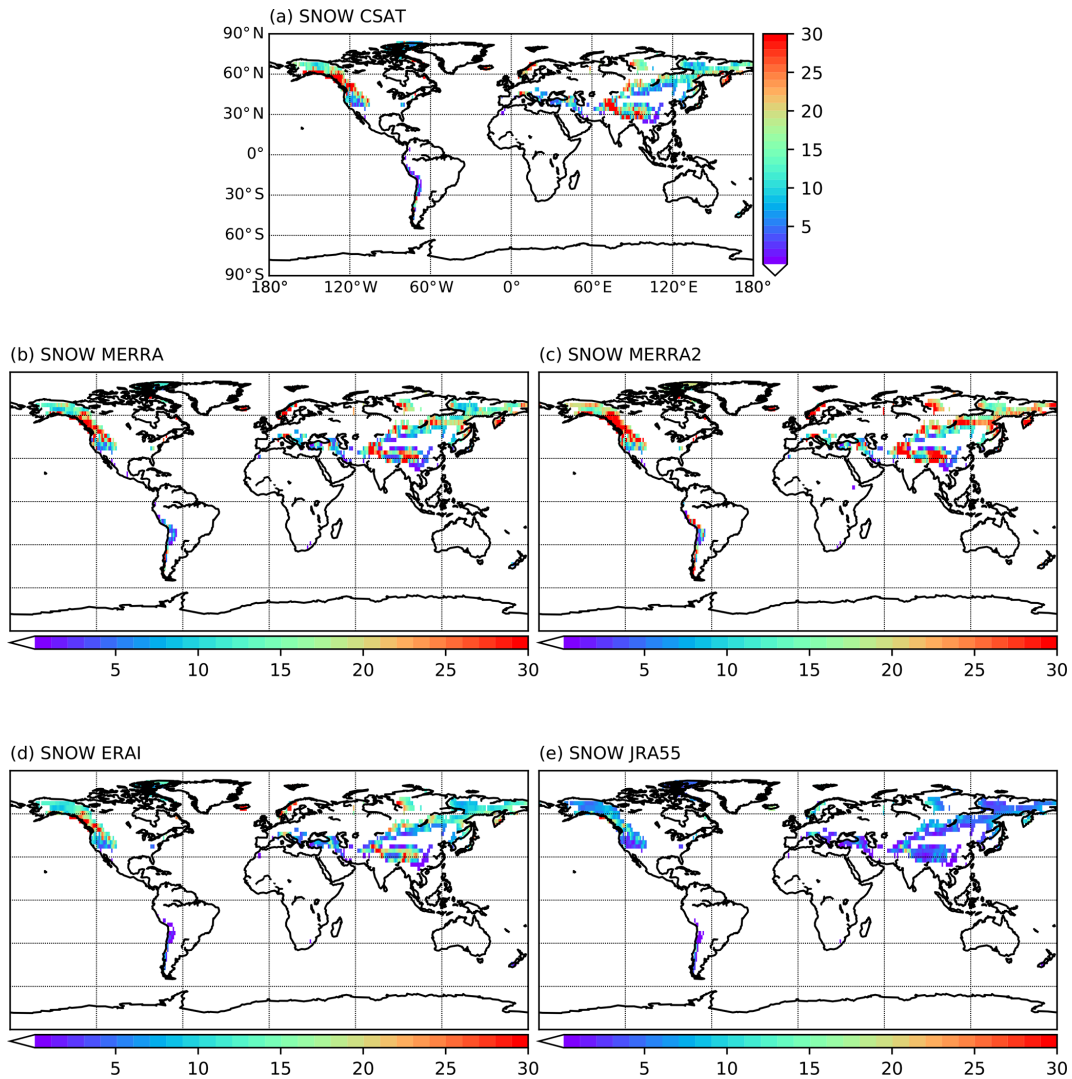 (a) SNOW CSAT
90°N
60°N
30°N
0°
30°S
60°S
90°S
180° 120°W 60°W 0° 60°E 120°E 180°
30
25
20
15
10
5
(b) SNOW MERRA
(c) SNOW MERRA2
5 10 15 20 25 30
5 10 15 20 25 30
(d) SNOW ERAI
(e) SNOW JRA55
5 10 15 20 25 30
5 10 15 20 25 30